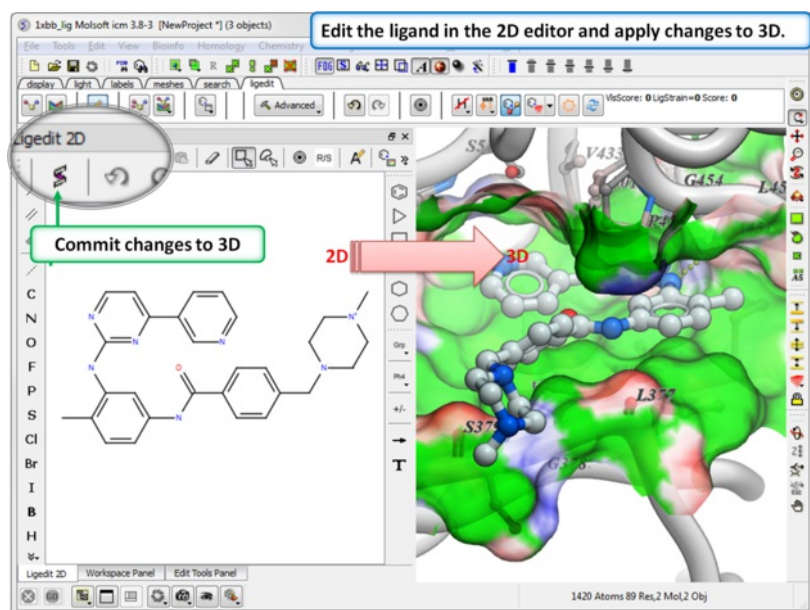 1xbb_lig Molsoft icm 3.8-3 [NewProject *] (3 objects)
Edit the ligand in the 2D editor and apply changes to 3D.
File Tools Edit View Bioinfo Homology Chemistry
display light labels meshes search ligedit
Advanced
VlsScore: 0 LigStrain=0 Score: 0
Ligedit 2D
R/S
Commit changes to 3D
2D
3D
C
N
O
F
P
S
Cl
Br
I
B
H
N
N
N
N
O
N
N
N+
Grp
Ph4
+/-
T
V433
G454
L377
S379
G378
Ligedit 2D Workspace Panel Edit Tools Panel
1420 Atoms 89 Res,2 Mol,2 Obj